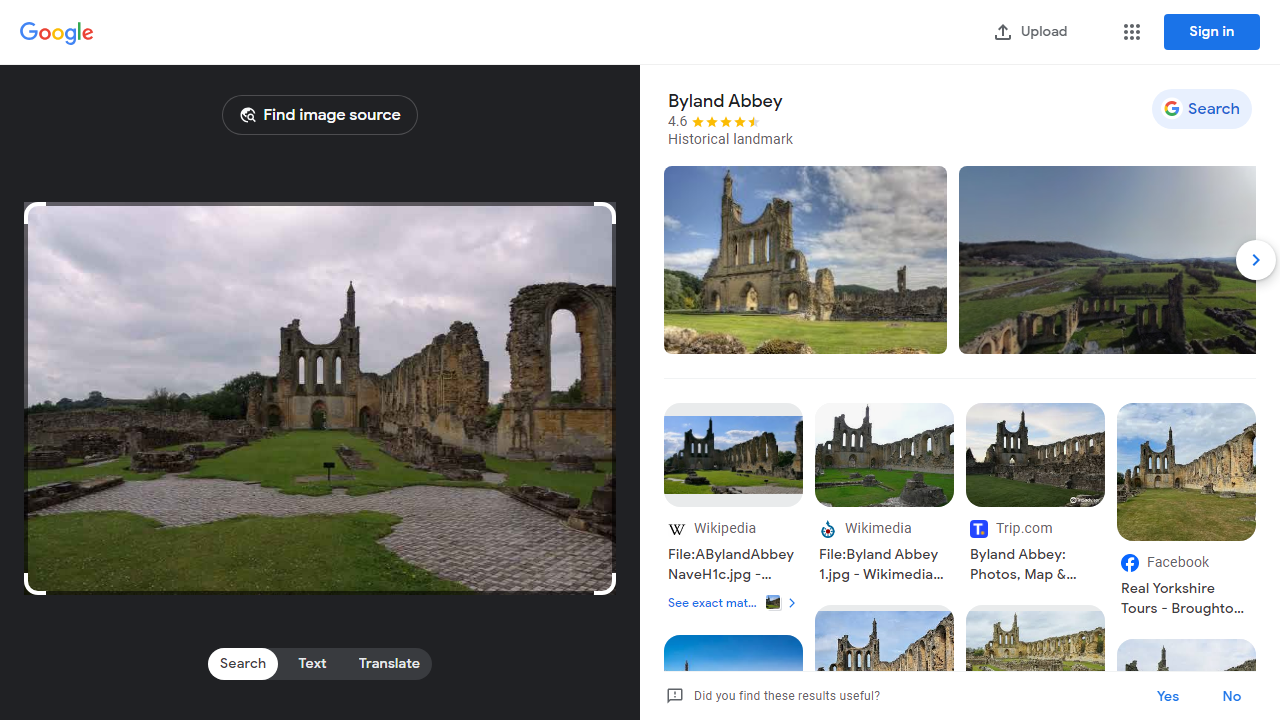 Google
Upload
Sign in
Find image source
Search
Text
Translate
Byland Abbey
4.6
Historical landmark
Search
Wikipedia
File:ABylandAbbey
NaveH1c.jpg -...
See exact mat...
Wikimedia
File:Byland Abbey
1.jpg - Wikimedia...
Trip.com
Byland Abbey:
Photos, Map &...
Facebook
Real Yorkshire
Tours - Broughto...
Did you find these results useful?
Yes
No